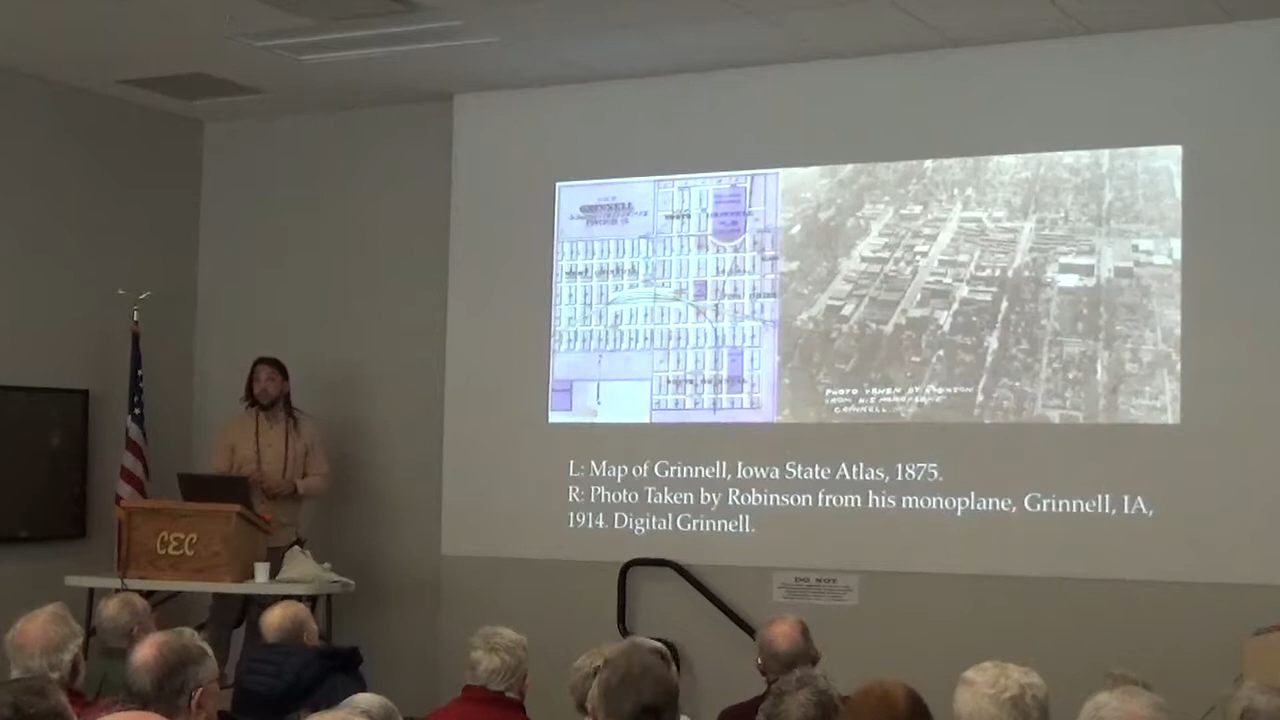 GRINNELL
PHOTO TAKEN BY ROBINSON
FROM HIS MONOPLANE
GRINNELL
L: Map of Grinnell, Iowa State Atlas, 1875.
R: Photo Taken by Robinson from his monoplane, Grinnell, IA,
1914. Digital Grinnell.
CEC
DO NOT